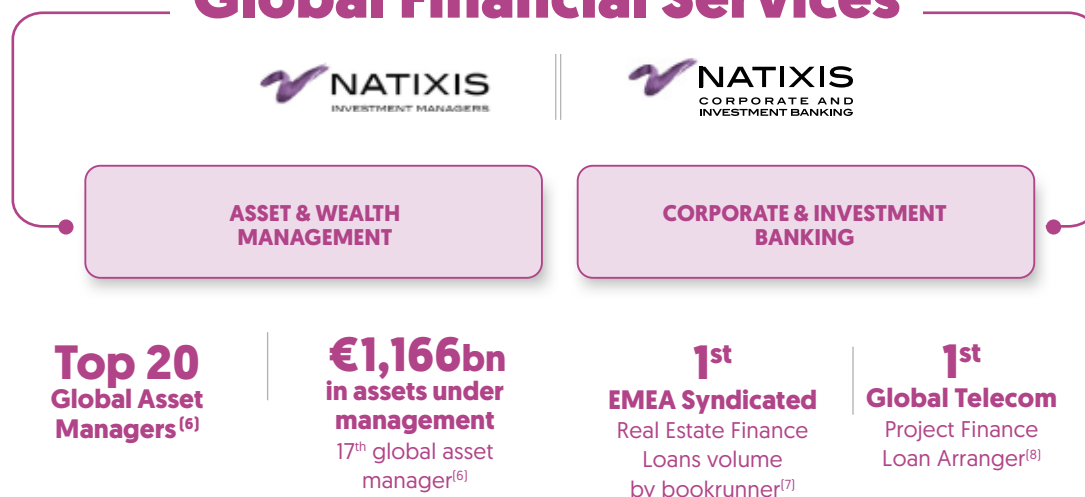 Global Financial Services
NATIXIS
INVESTMENT MANAGERS
NATIXIS
CORPORATE AND
INVESTMENT BANKING
ASSET & WEALTH
MANAGEMENT
CORPORATE & INVESTMENT
BANKING
Top 20
Global Asset
Managers(6)
€1,166bn
in assets under
management
17th global asset
manager(6)
1st
EMEA Syndicated
Real Estate Finance
Loans volume
by bookrunner(7)
1st
Global Telecom
Project Finance
Loan Arranger(8)